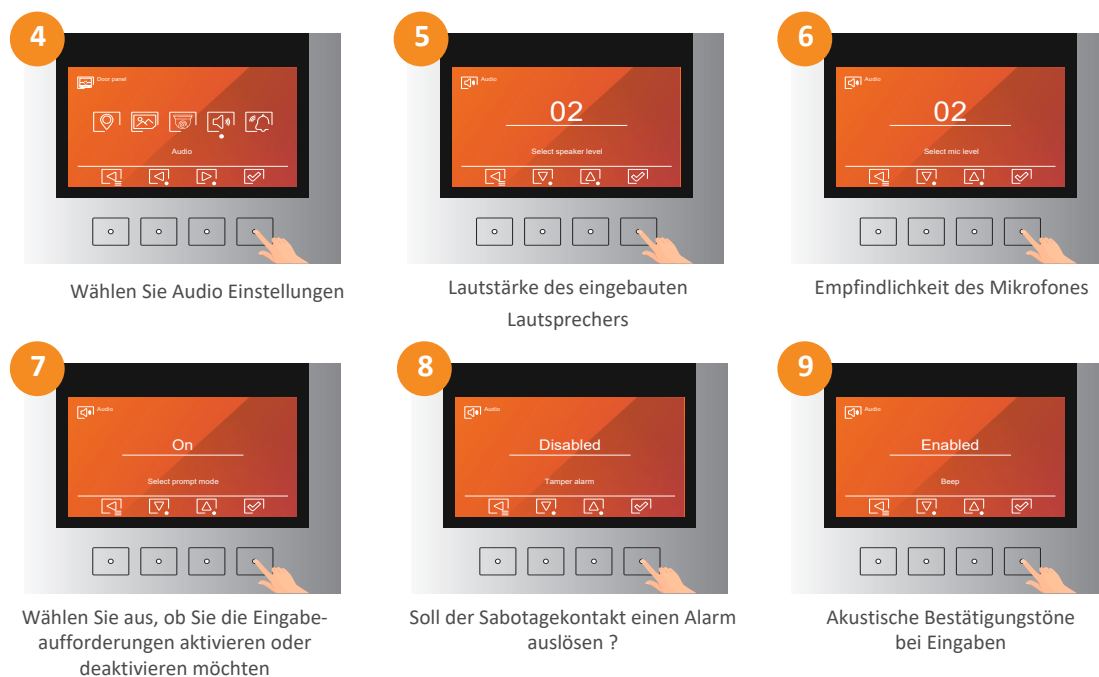 4
Door panel
Audio
Wählen Sie Audio Einstellungen
5
Audio
02
Select speaker level
Lautstärke des eingebauten
Lautsprechers
6
Audio
02
Select mic level
Empfindlichkeit des Mikrofones
7
Audio
On
Select prompt mode
Wählen Sie aus, ob Sie die Eingabe-
aufforderungen aktivieren oder
deaktivieren möchten
8
Audio
Disabled
Tamper alarm
Soll der Sabotagekontakt einen Alarm
auslösen ?
9
Audio
Enabled
Beep
Akustische Bestätigungstöne
bei Eingaben